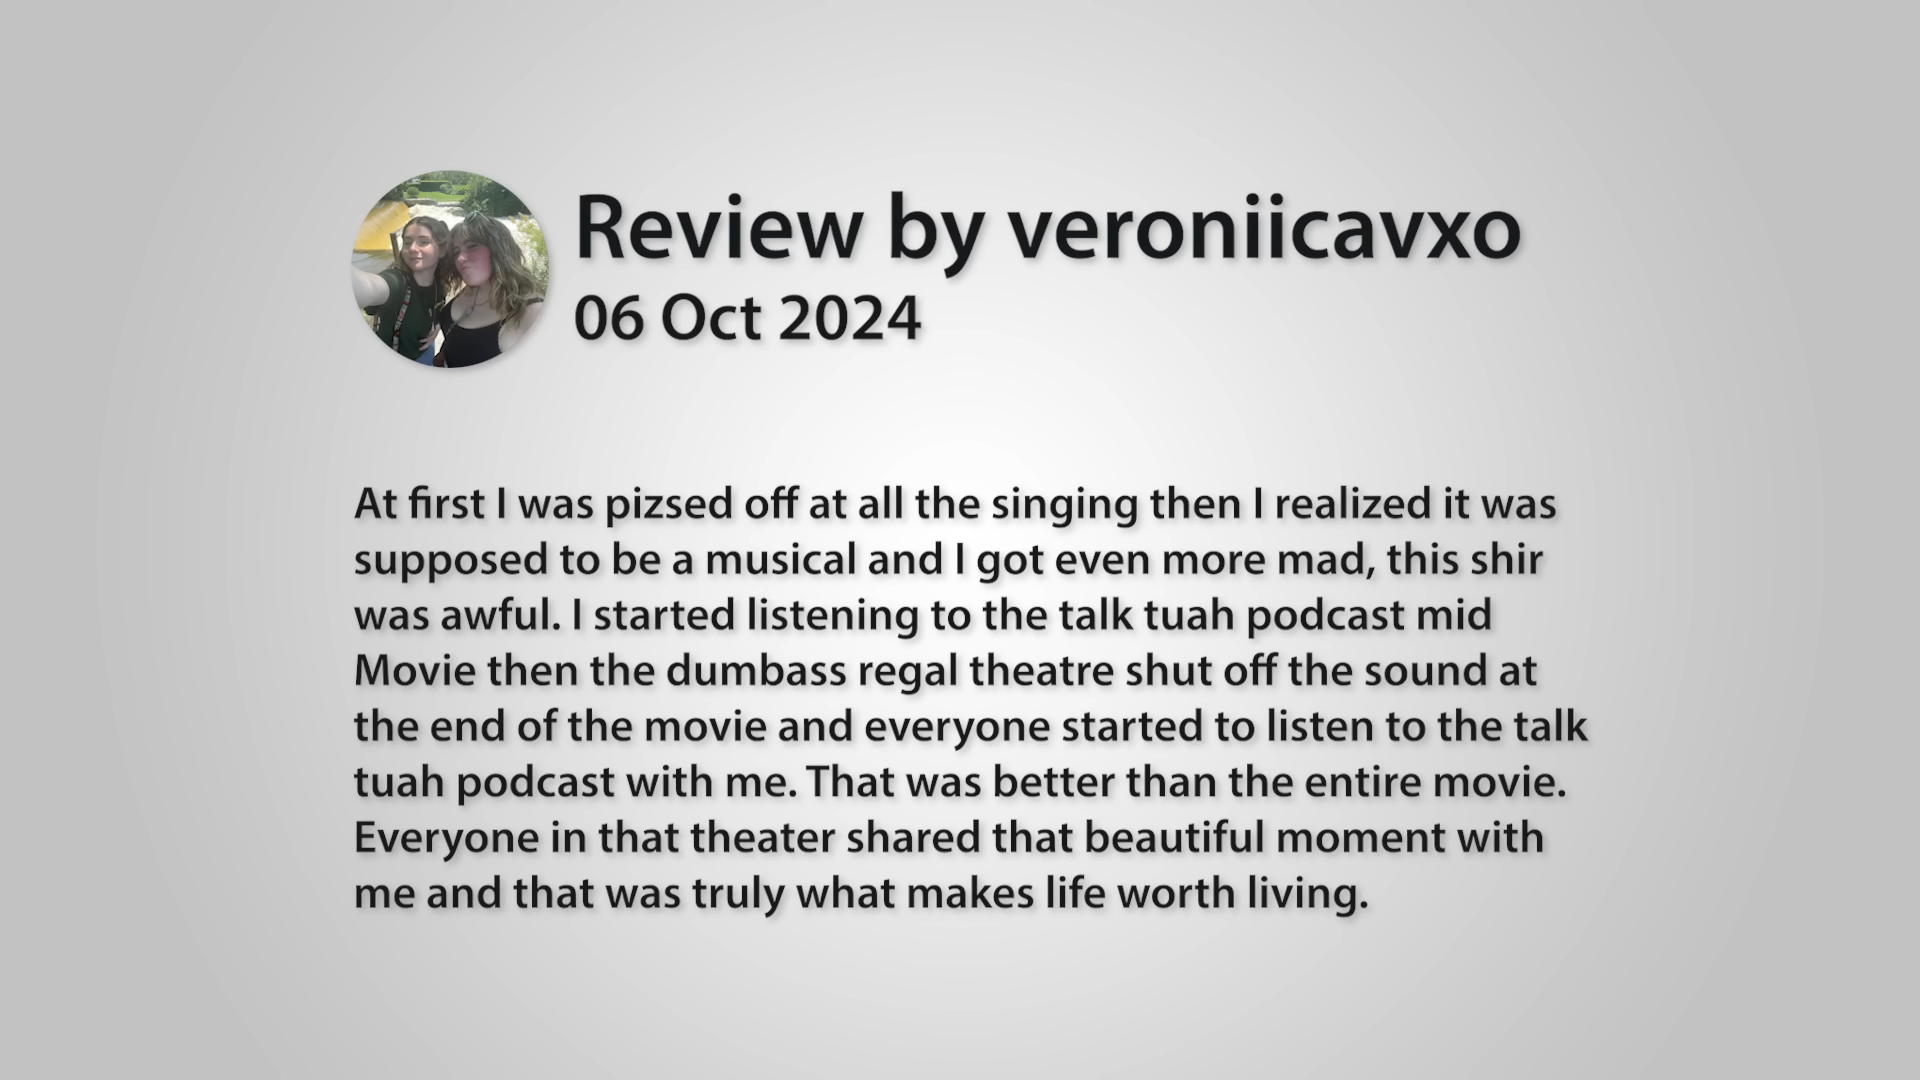 Review by veroniicavxo
06 Oct 2024
At first I was pizsed off at all the singing then I realized it was
supposed to be a musical and I got even more mad, this shir
was awful. I started listening to the talk tuah podcast mid
Movie then the dumbass regal theatre shut off the sound at
the end of the movie and everyone started to listen to the talk
tuah podcast with me. That was better than the entire movie.
Everyone in that theater shared that beautiful moment with
me and that was truly what makes life worth living.